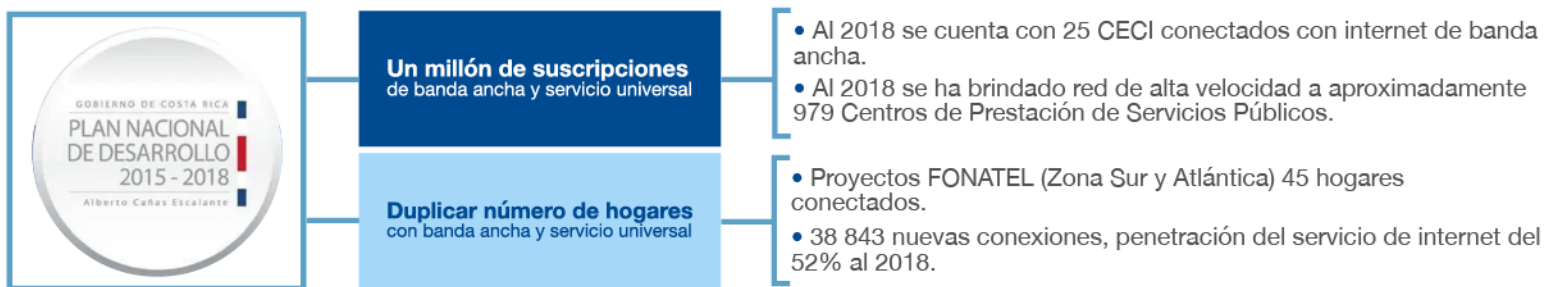 GOBIERNO DE COSTA RICA
PLAN NACIONAL
DE DESARROLLO
2015 - 2018
Alberto Cañas Escalante
Un millón de suscripciones
de banda ancha y servicio universal
• Al 2018 se cuenta con 25 CECI conectados con internet de banda
ancha.
• Al 2018 se ha brindado red de alta velocidad a aproximadamente
979 Centros de Prestación de Servicios Públicos.
Duplicar número de hogares
con banda ancha y servicio universal
• Proyectos FONATEL (Zona Sur y Atlántica) 45 hogares
conectados.
• 38 843 nuevas conexiones, penetración del servicio de internet del
52% al 2018.